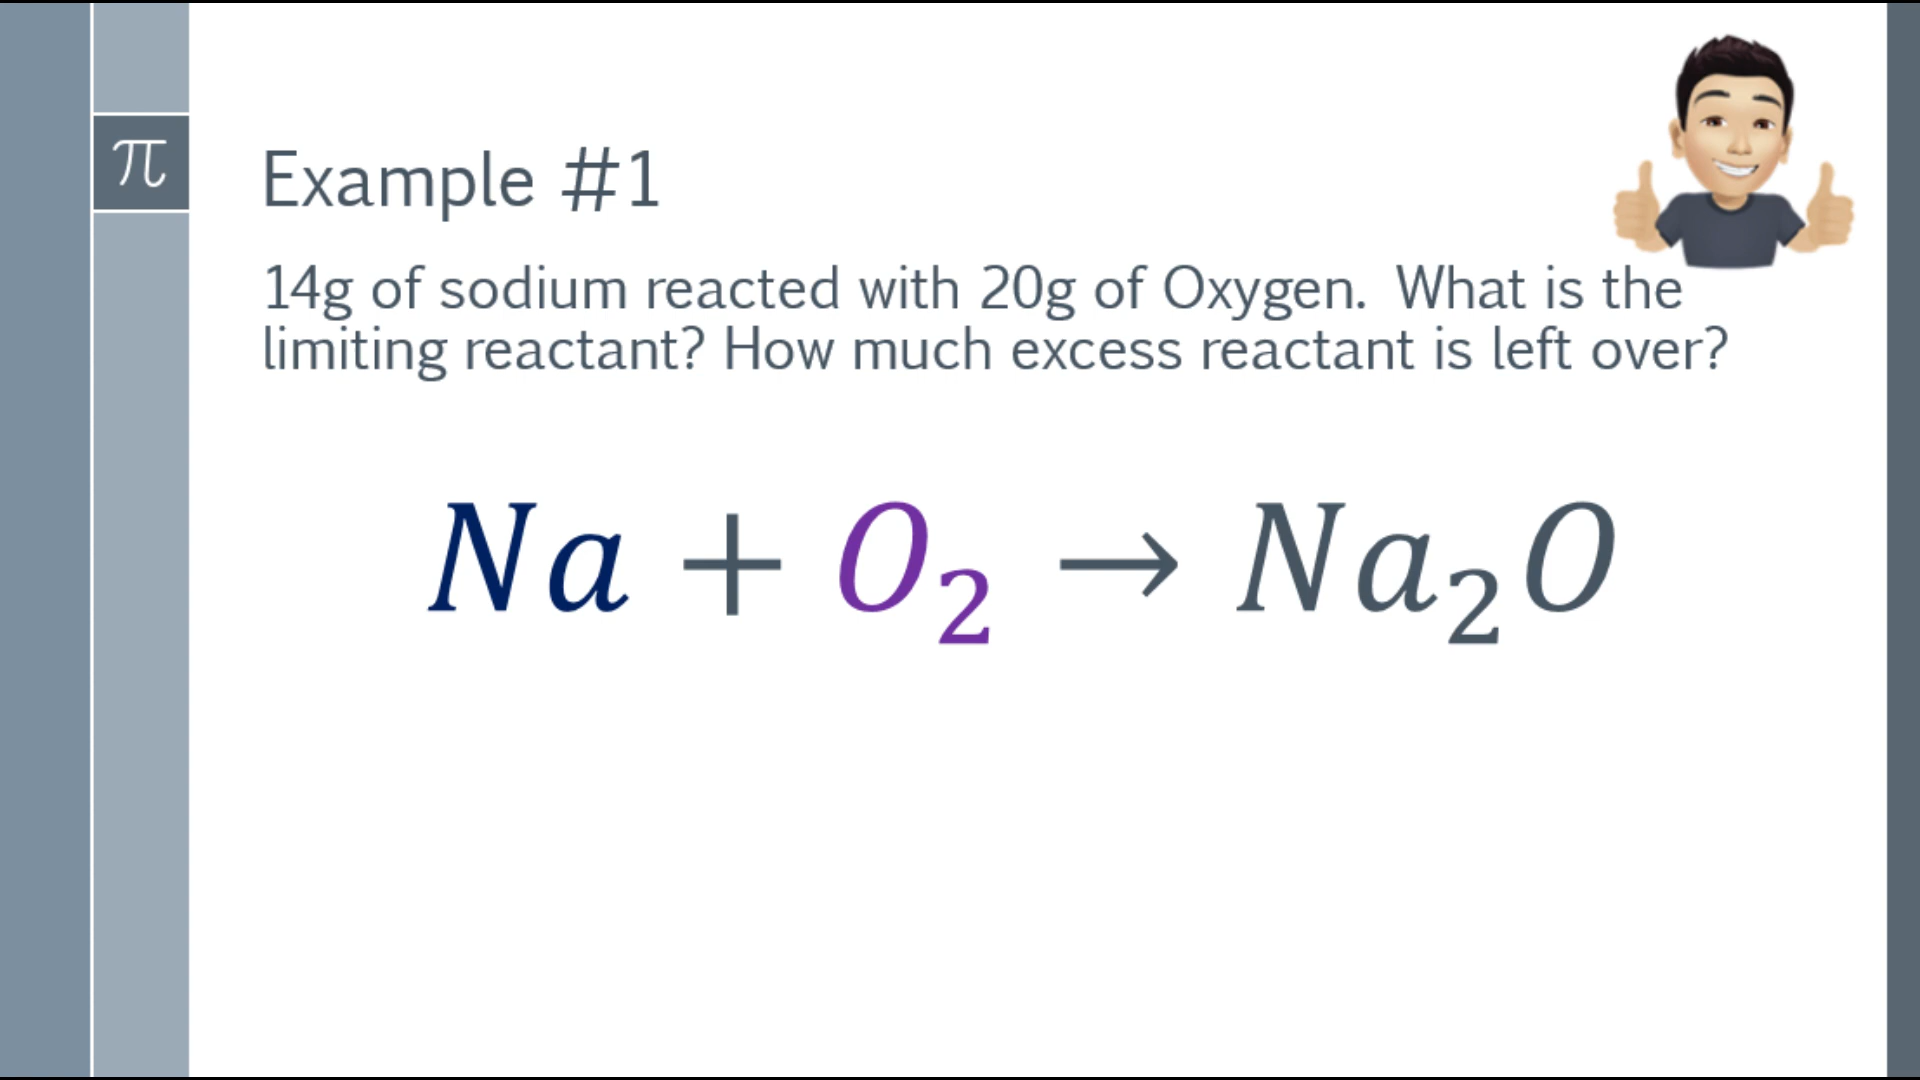 π
Example #1
14g of sodium reacted with 20g of Oxygen. What is the
limiting reactant? How much excess reactant is left over?
Na + O₂ → Na₂O